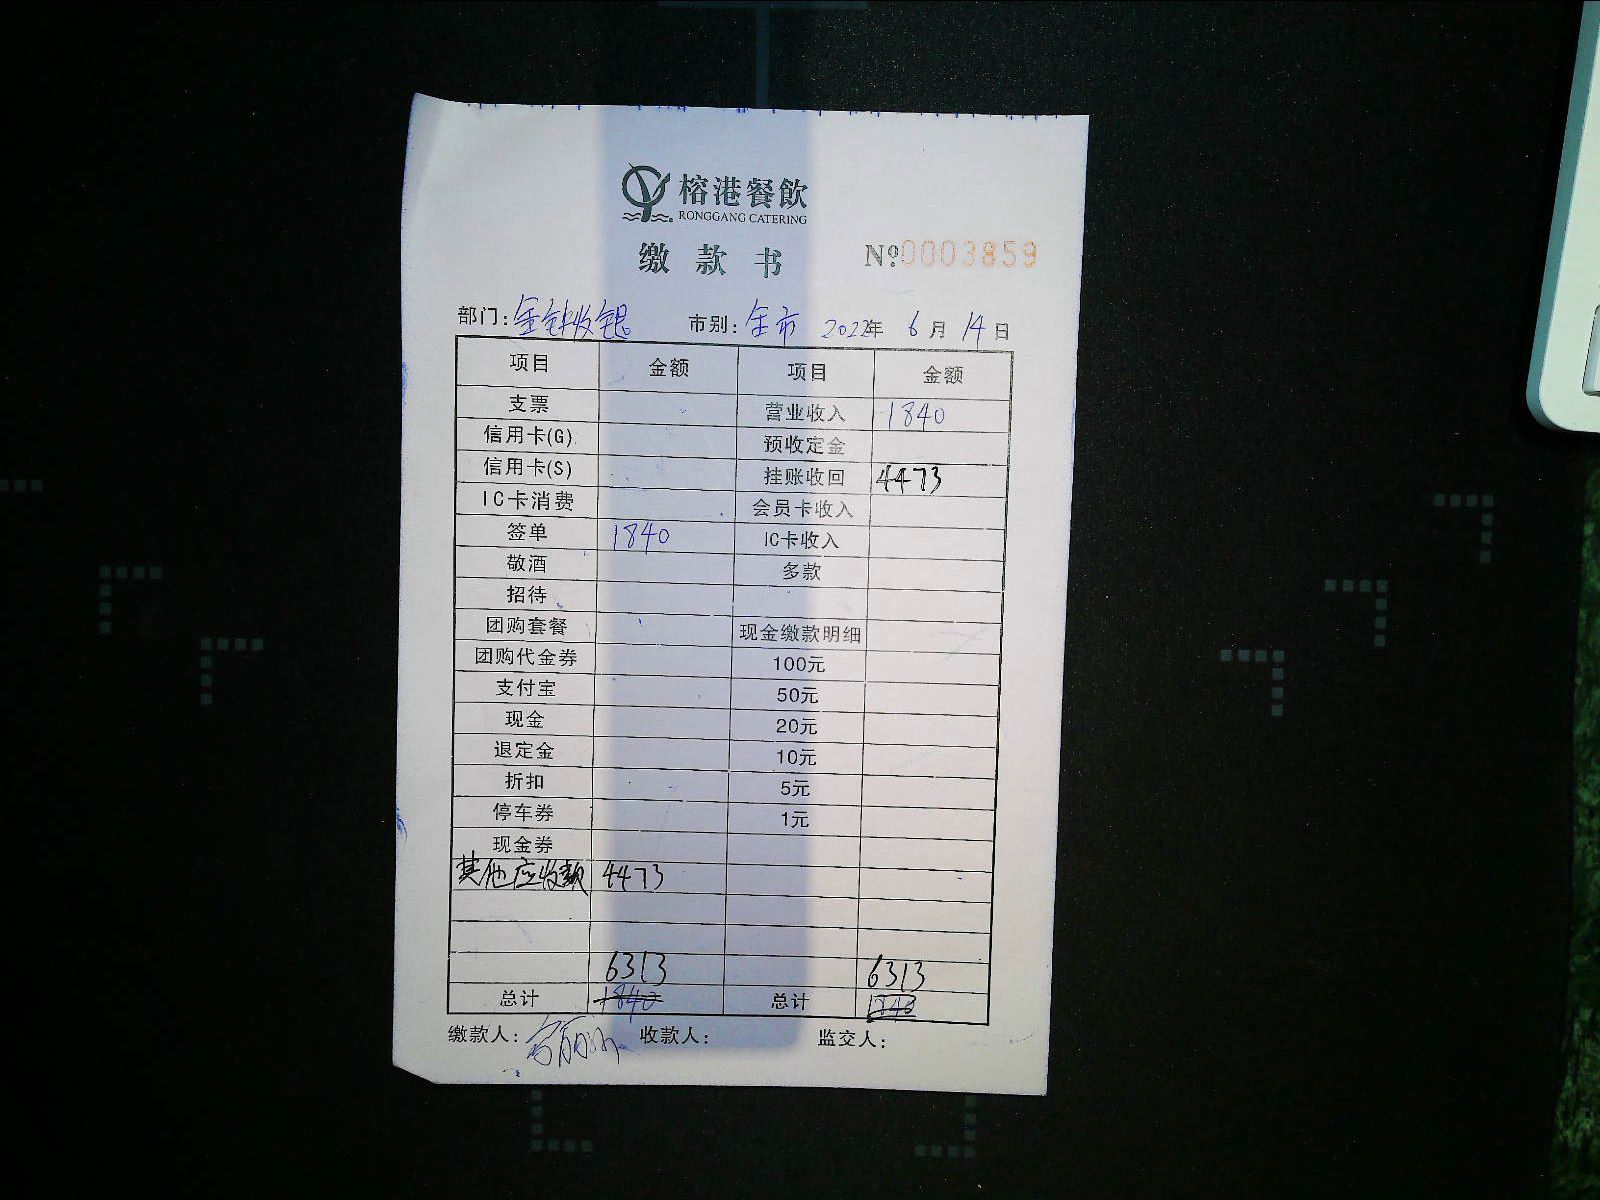 榕港餐飲
RONGGANG CATERING
缴款书 Nº 0003859
部门: 金钟收银 市别: 全市 2022年 6月 14日
项目 金额 项目 金额
支票 营业收入 1840
信用卡(G) 预收定金
信用卡(S) 挂账收回 4473
IC卡消费 会员卡收入
签单 1840 IC卡收入
敬酒 多款
招待
团购套餐 现金缴款明细
团购代金券 100元
支付宝 50元
现金 20元
退定金 10元
折扣 5元
停车券 1元
现金券
其他应收款 4473
6313 6313
总计 1840 总计 1840
缴款人: 收款人: 监交人: